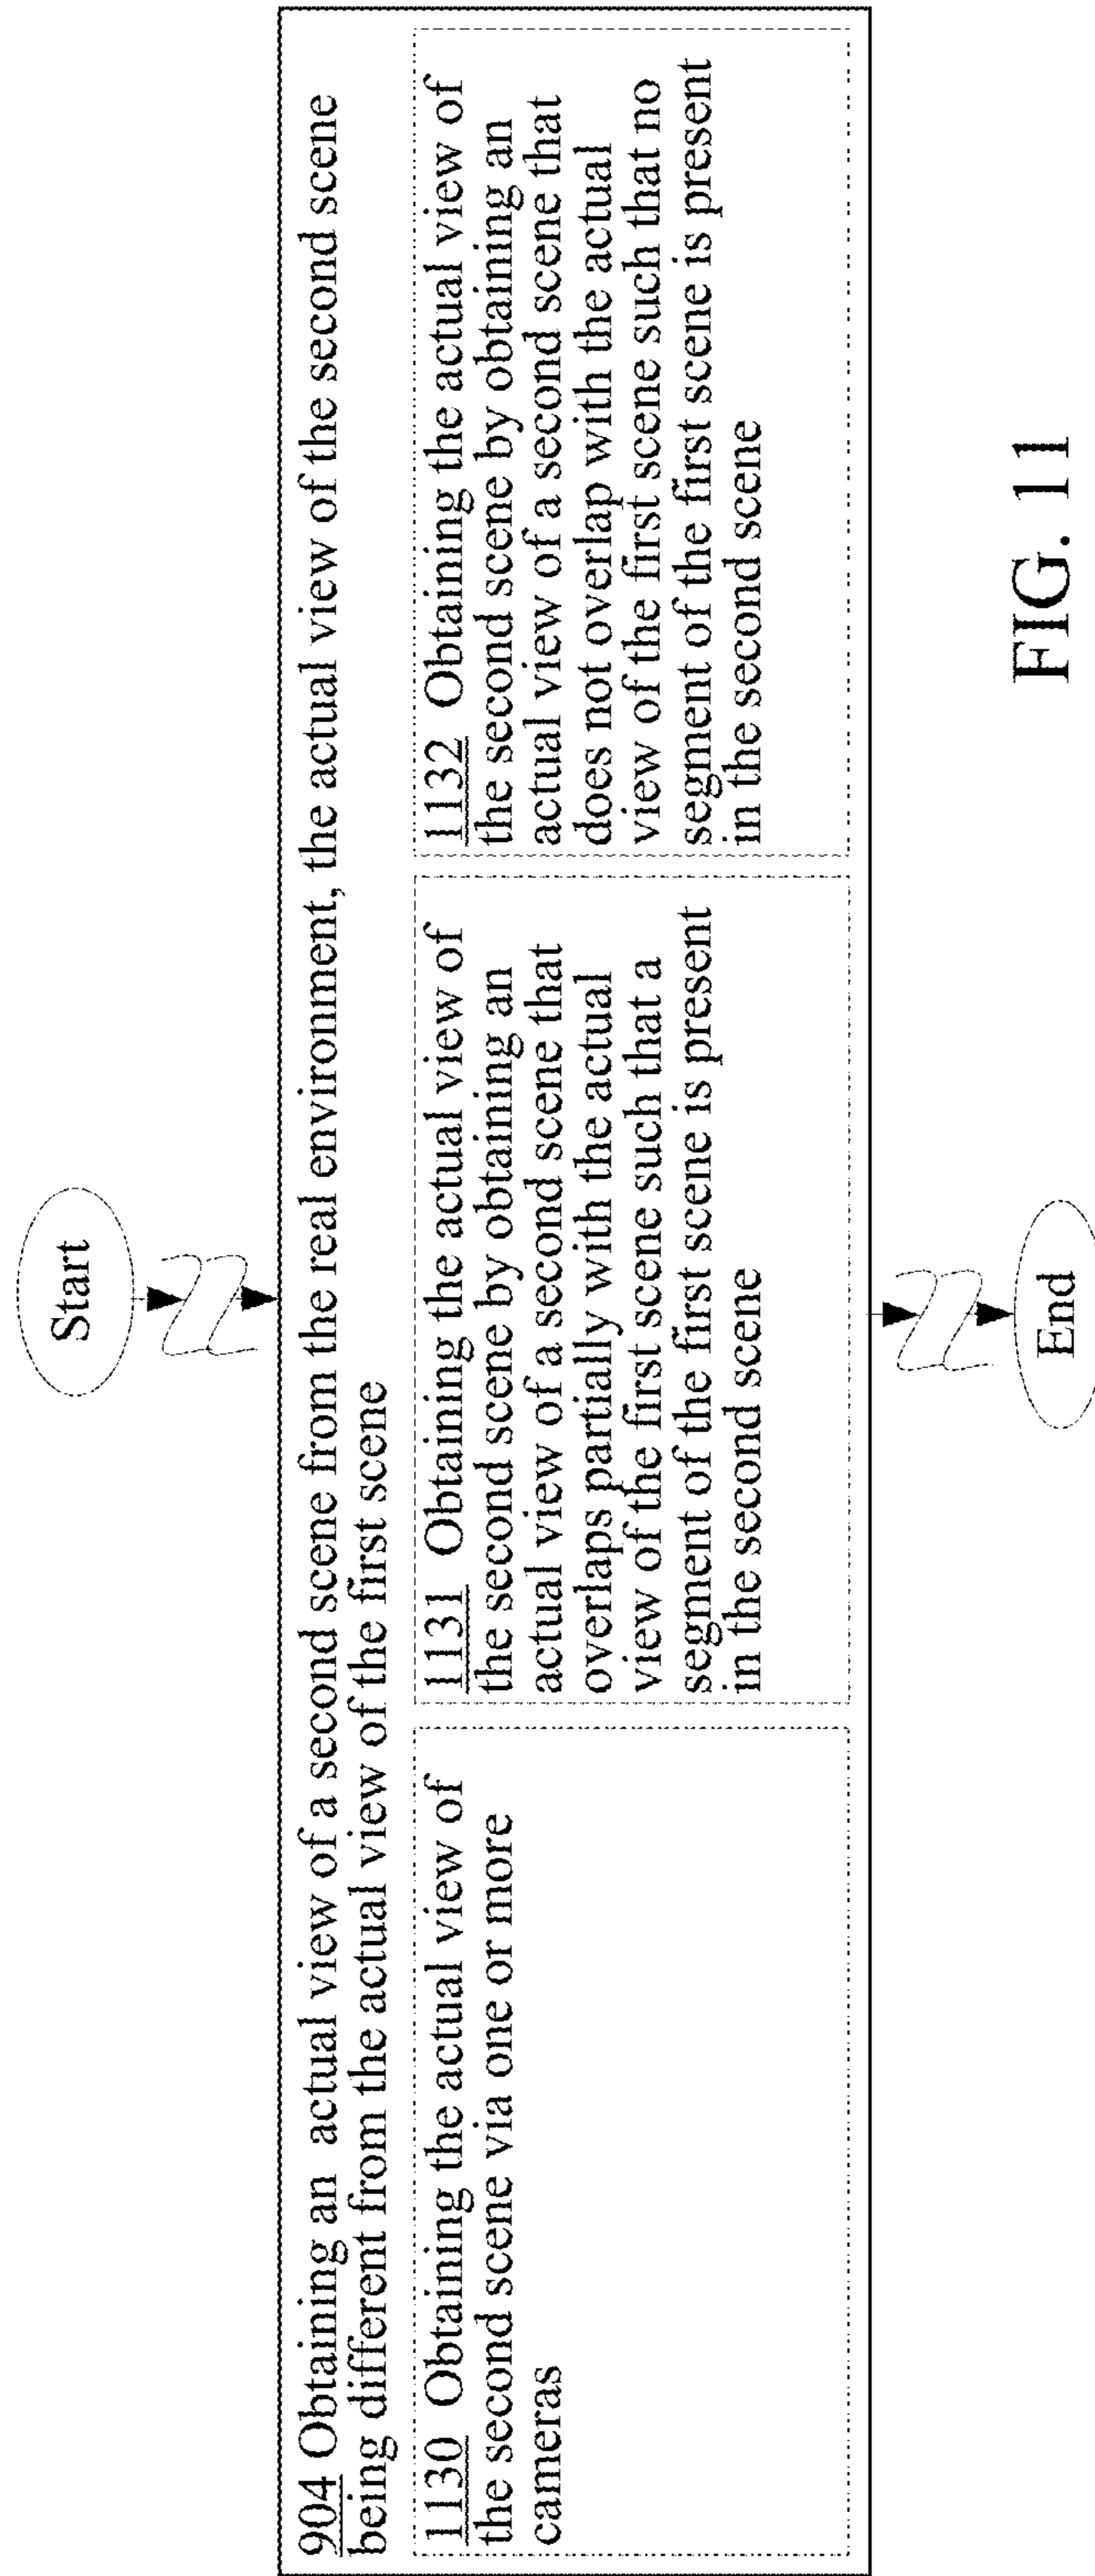 Start
904 Obtaining an actual view of a second scene from the real environment, the actual view of the second scene
being different from the actual view of the first scene
1130 Obtaining the actual view of
the second scene via one or more
cameras
1131 Obtaining the actual view of
the second scene by obtaining an
actual view of a second scene that
overlaps partially with the actual
view of the first scene such that a
segment of the first scene is present
in the second scene
1132 Obtaining the actual view of
the second scene by obtaining an
actual view of a second scene that
does not overlap with the actual
view of the first scene such that no
segment of the first scene is present
in the second scene
End
FIG. 11